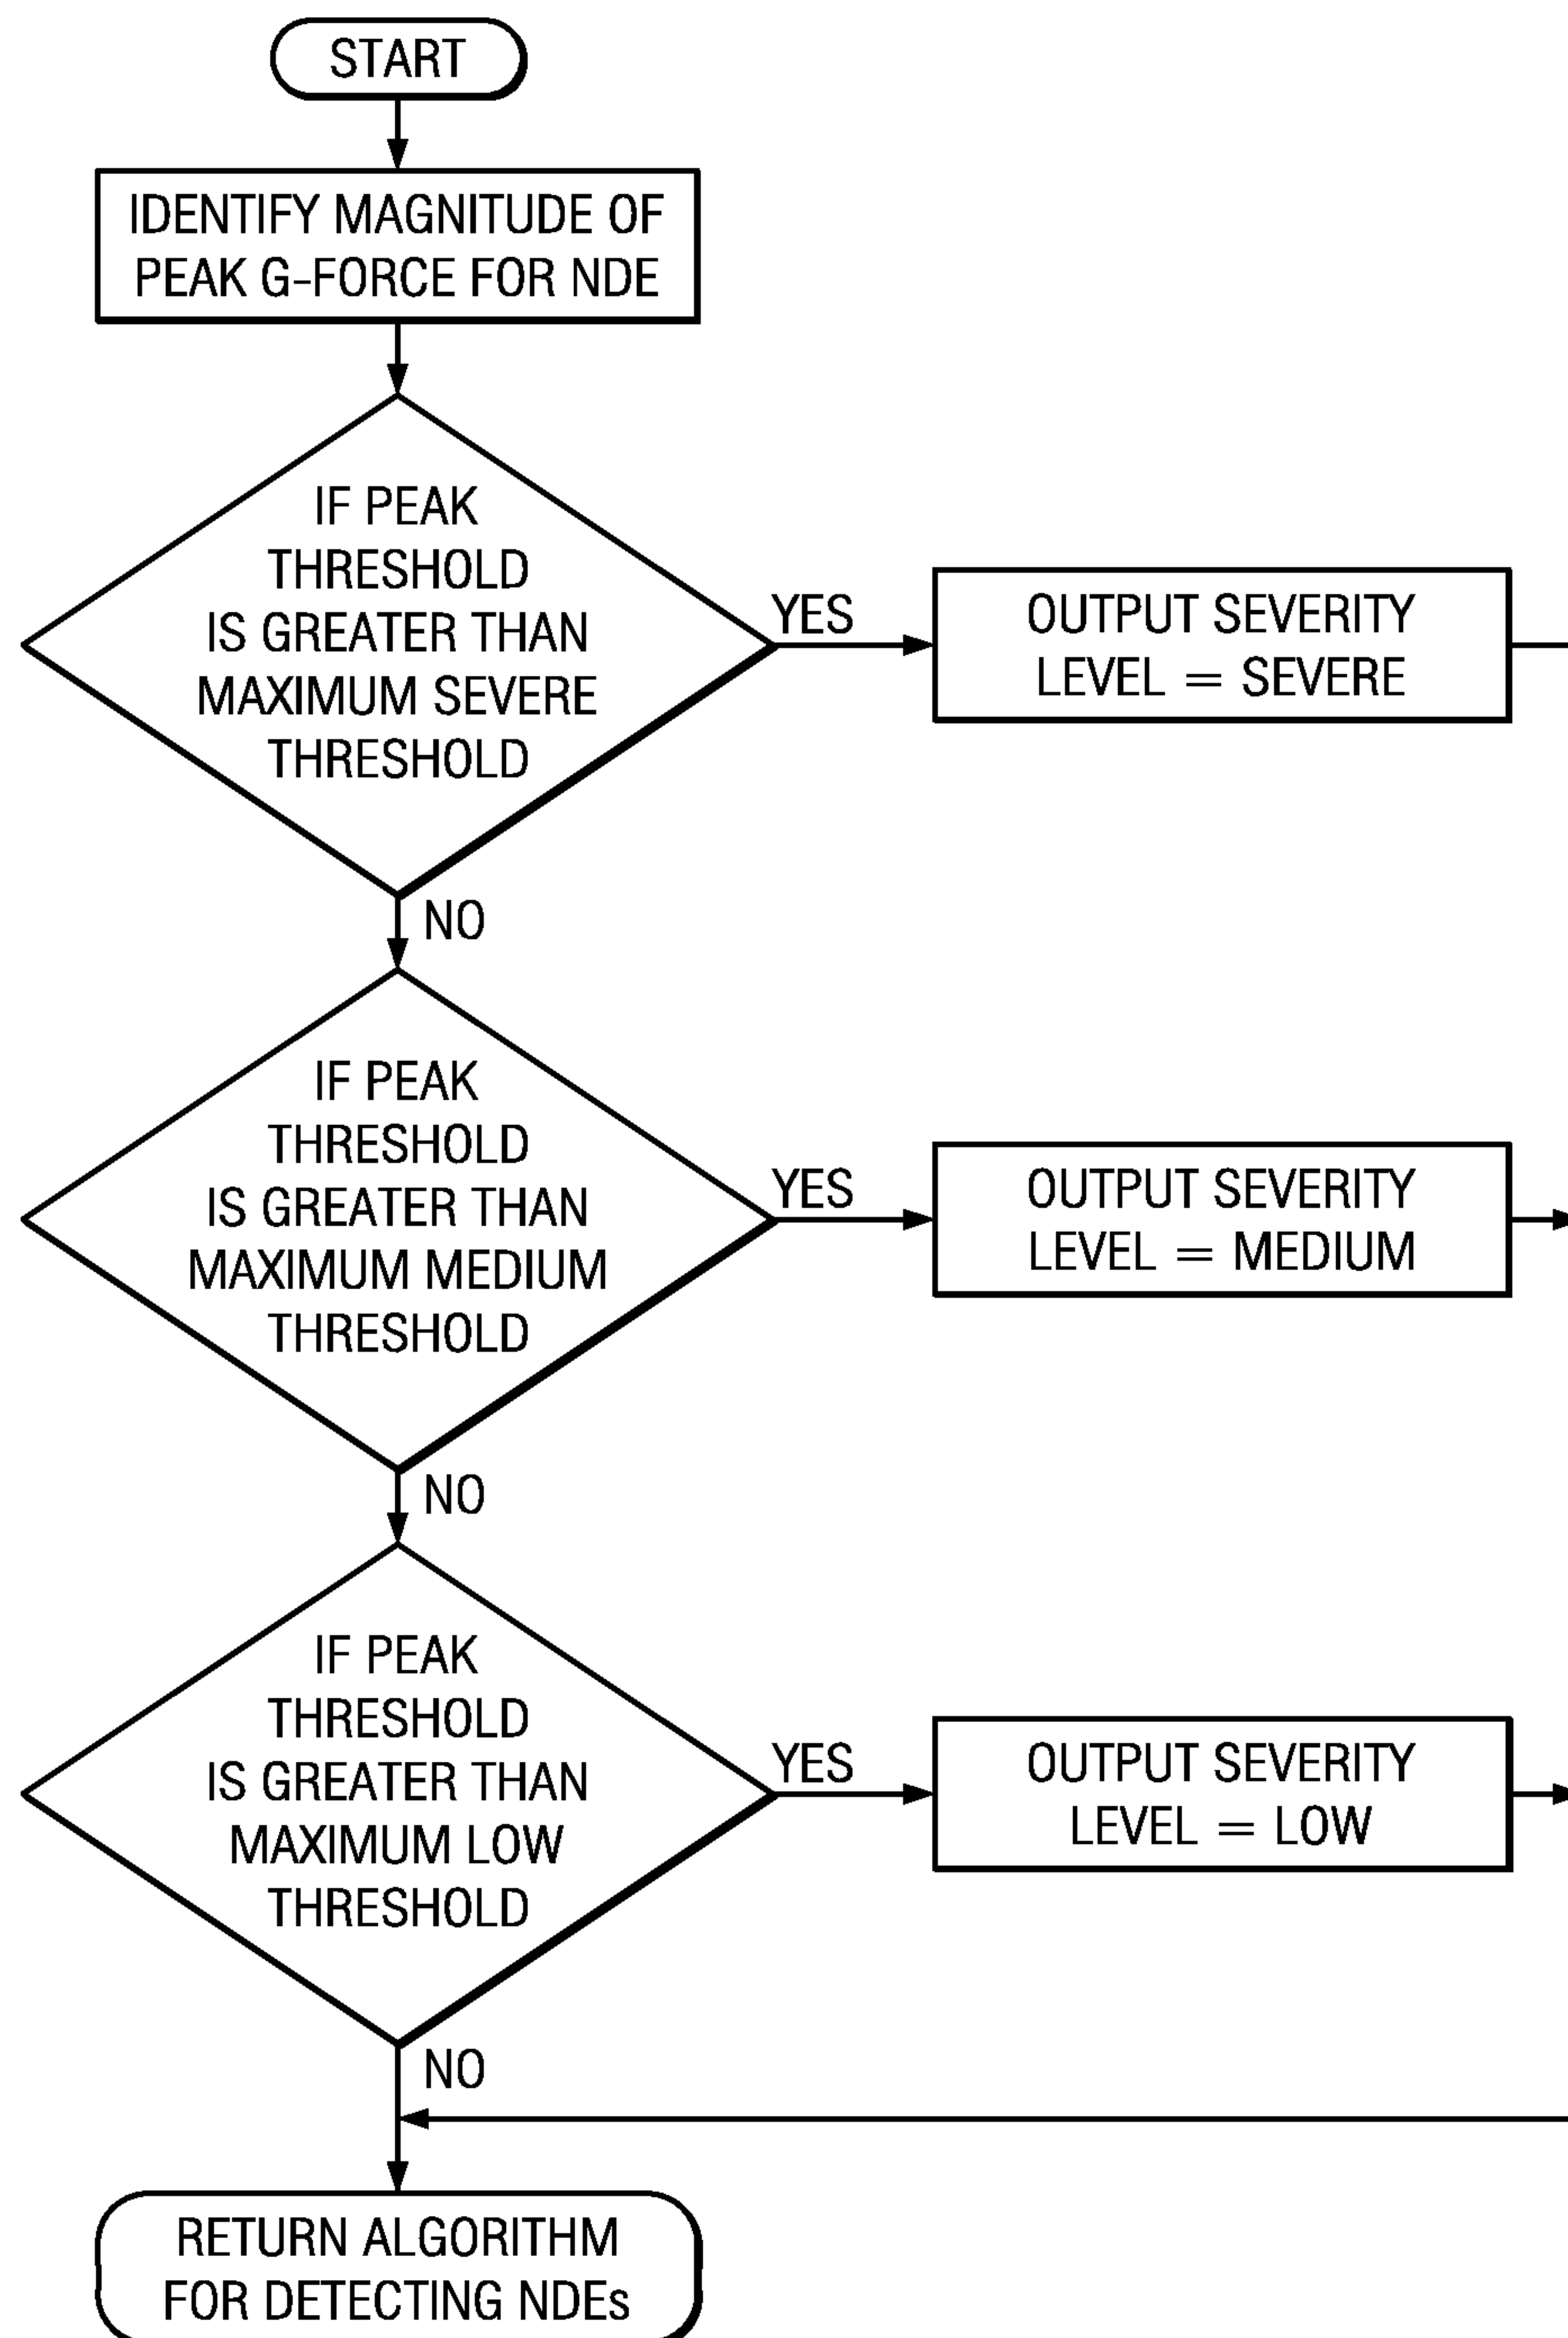 START
IDENTIFY MAGNITUDE OF
PEAK G-FORCE FOR NDE
IF PEAK
THRESHOLD
IS GREATER THAN
MAXIMUM SEVERE
THRESHOLD
YES
OUTPUT SEVERITY
LEVEL = SEVERE
NO
IF PEAK
THRESHOLD
IS GREATER THAN
MAXIMUM MEDIUM
THRESHOLD
YES
OUTPUT SEVERITY
LEVEL = MEDIUM
NO
IF PEAK
THRESHOLD
IS GREATER THAN
MAXIMUM LOW
THRESHOLD
YES
OUTPUT SEVERITY
LEVEL = LOW
NO
RETURN ALGORITHM
FOR DETECTING NDEs